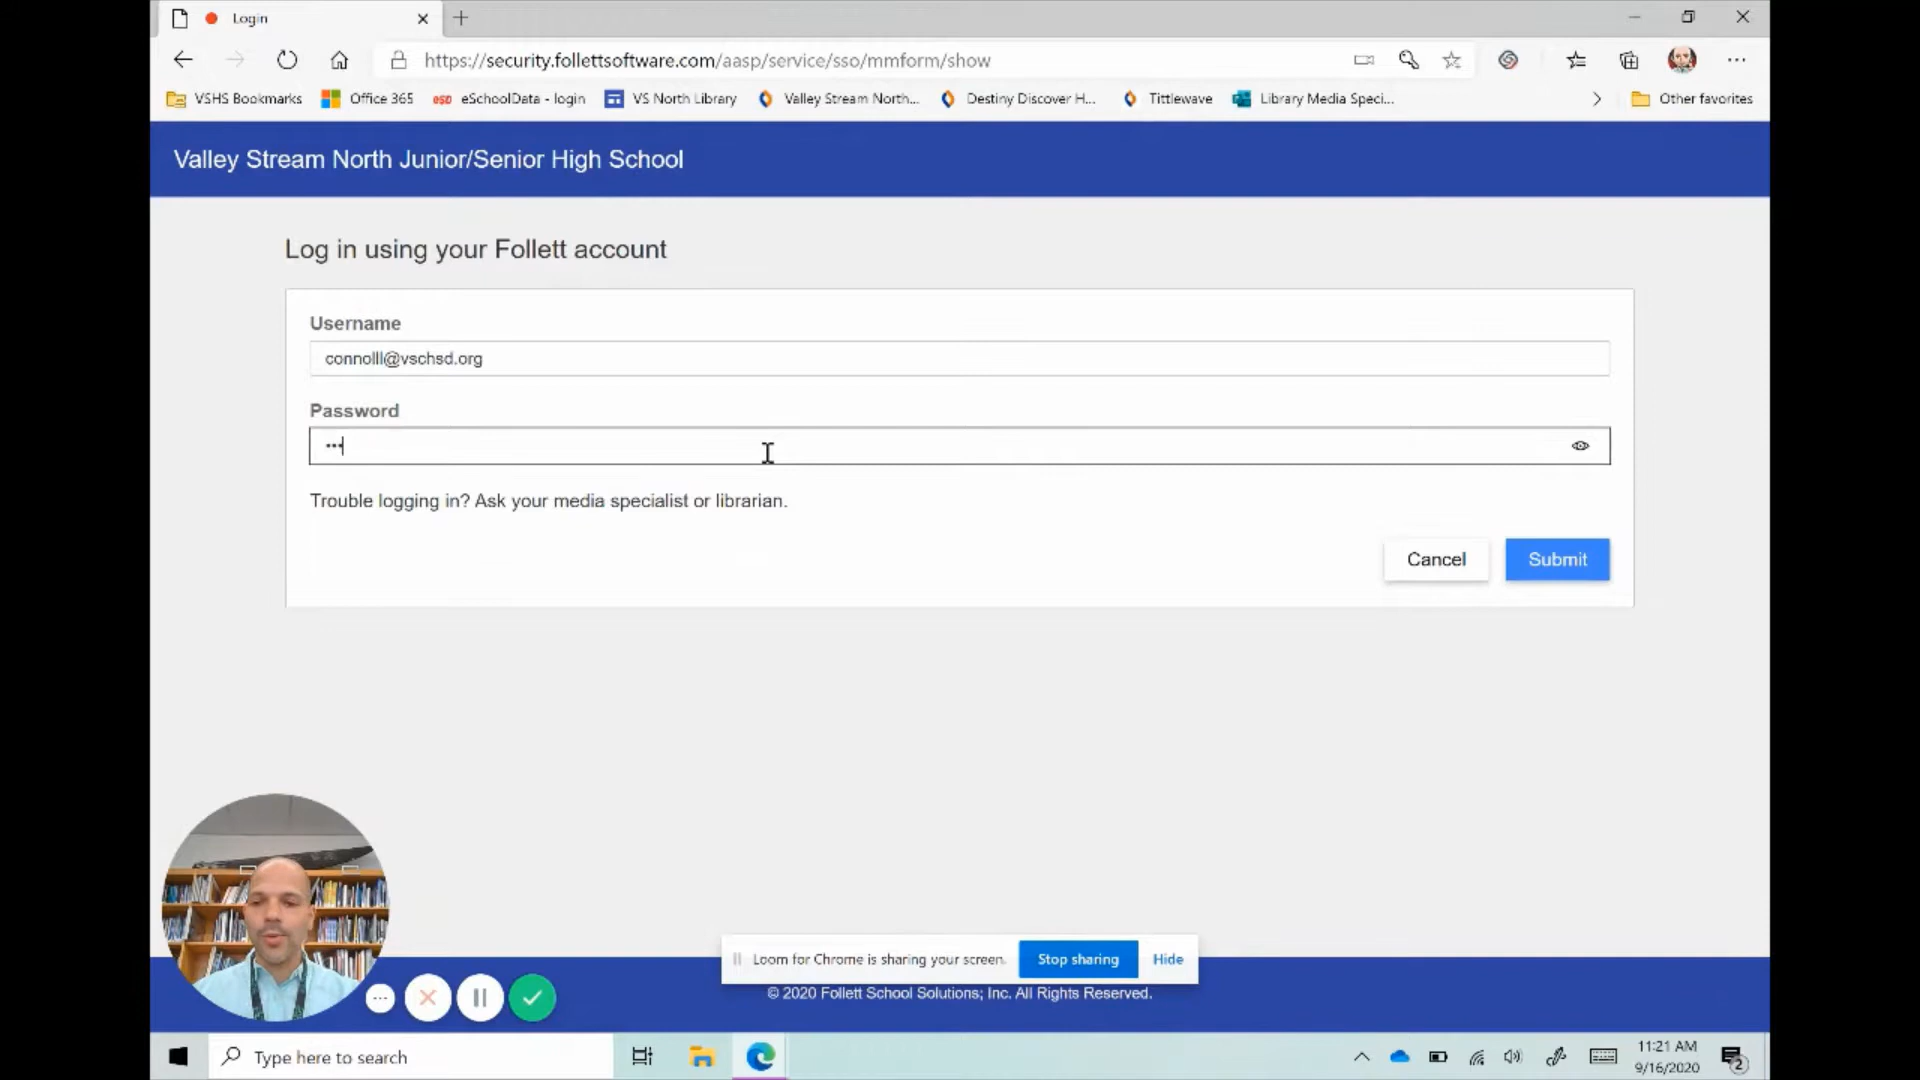 Login
https://security.follettsoftware.com/aasp/service/sso/mmform/show
VSHS Bookmarks
Office 365
esd eSchoolData - login
VS North Library
Valley Stream North...
Destiny Discover H...
Tittlewave
Library Media Speci...
Other favorites
Valley Stream North Junior/Senior High School
Log in using your Follett account
Username
connolll@vschsd.org
Password
Trouble logging in? Ask your media specialist or librarian.
Cancel
Submit
Loom for Chrome is sharing your screen.
Stop sharing
Hide
© 2020 Follett School Solutions, Inc. All Rights Reserved.
Type here to search
11:21 AM
9/16/2020
2